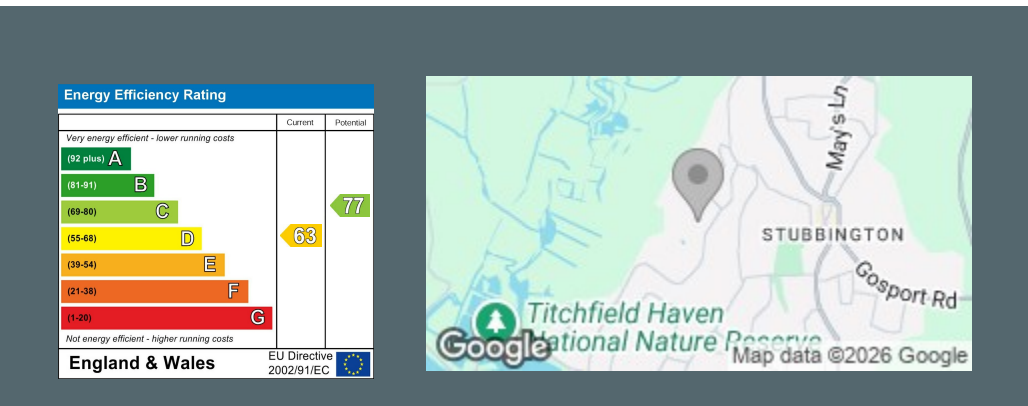 Energy Efficiency Rating
Current Potential
Very energy efficient - lower running costs
(92 plus) A
(81-91) B
(69-80) C
(55-68) D
(39-54) E
(21-38) F
(1-20) G
77
63
Not energy efficient - higher running costs
England & Wales
EU Directive
2002/91/EC
May's Ln
STUBBINGTON
Gosport Rd
Titchfield Haven
National Nature Reserve
Google
Map data ©2026 Google